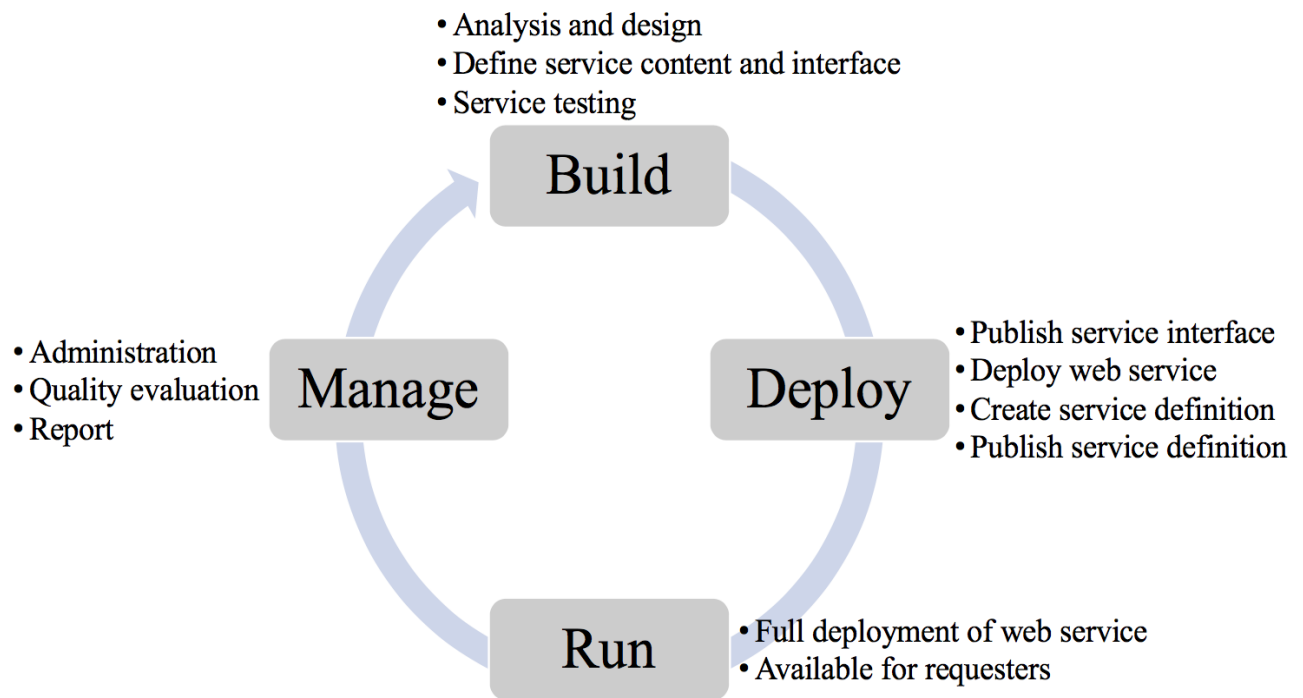 • Analysis and design
• Define service content and interface
• Service testing
Build
• Publish service interface
• Deploy web service
• Create service definition
• Publish service definition
Deploy
• Full deployment of web service
• Available for requesters
Run
• Administration
• Quality evaluation
• Report
Manage